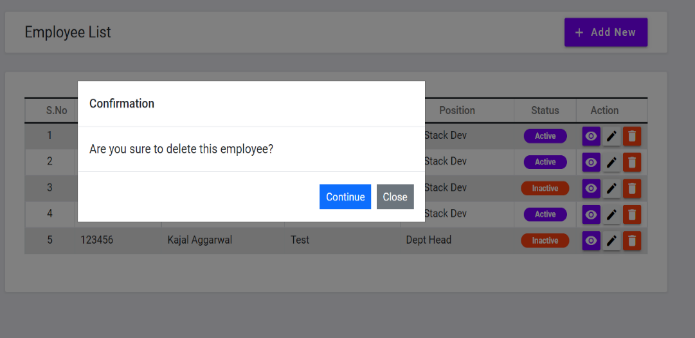 Employee List
+ Add New
Confirmation
Are you sure to delete this employee?
Continue Close
S.No Position Status Action
1 Stack Dev Active
2 Stack Dev Active
3 Stack Dev Inactive
4 Stack Dev Active
5 123456 Kajal Aggarwal Test Dept Head Inactive